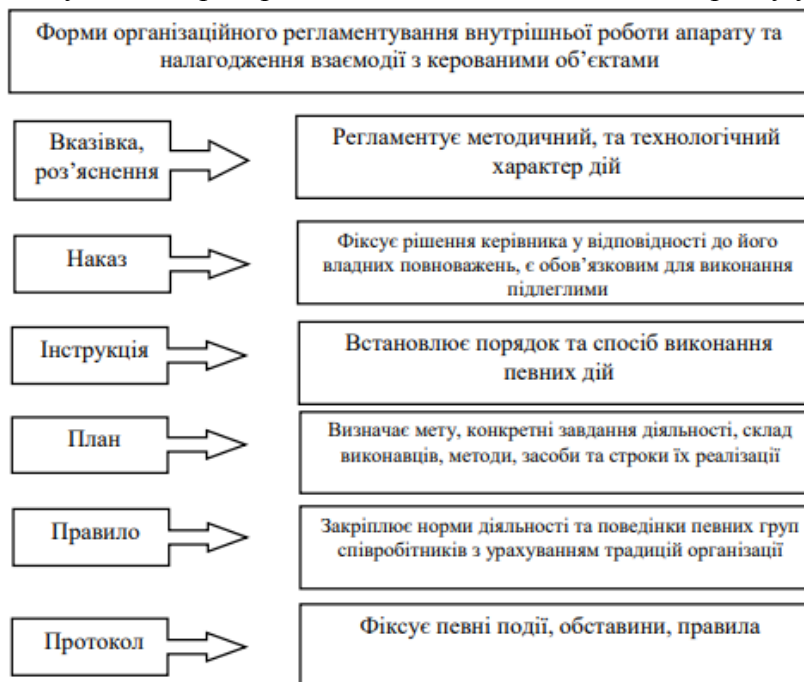 Форми організаційного регламентування внутрішньої роботи апарату та
налагодження взаємодії з керованими об’єктами
Вказівка,
роз’яснення
Регламентує методичний, та технологічний
характер дій
Наказ
Фіксує рішення керівника у відповідності до його
владних повноважень, є обов’язковим для виконання
підлеглими
Інструкція
Встановлює порядок та спосіб виконання
певних дій
План
Визначає мету, конкретні завдання діяльності, склад
виконавців, методи, засоби та строки їх реалізації
Правило
Закріплює норми діяльності та поведінки певних груп
співробітників з урахуванням традицій організації
Протокол
Фіксує певні події, обставини, правила